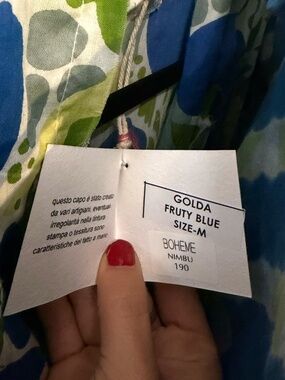 questo capo è stato creato
da vari artigiani, eventuali
irregolarità nella tintura
stampa o tessitura sono
caratteristiche del fatto a mano
GOLDA
FRUTY BLUE
SIZE-M
BOHEME
NIMBU
190